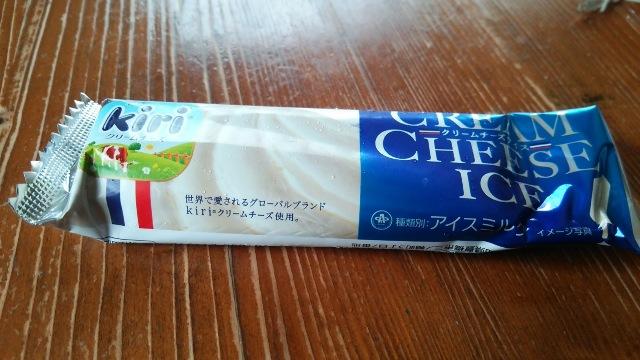 kiri
クリームチーズ
世界で愛されるグローバルブランド
kiri®クリームチーズ使用。
CREAM
クリームチーズアイス
CHEESE
ICE
種類別:アイスミルク
イメージ写真